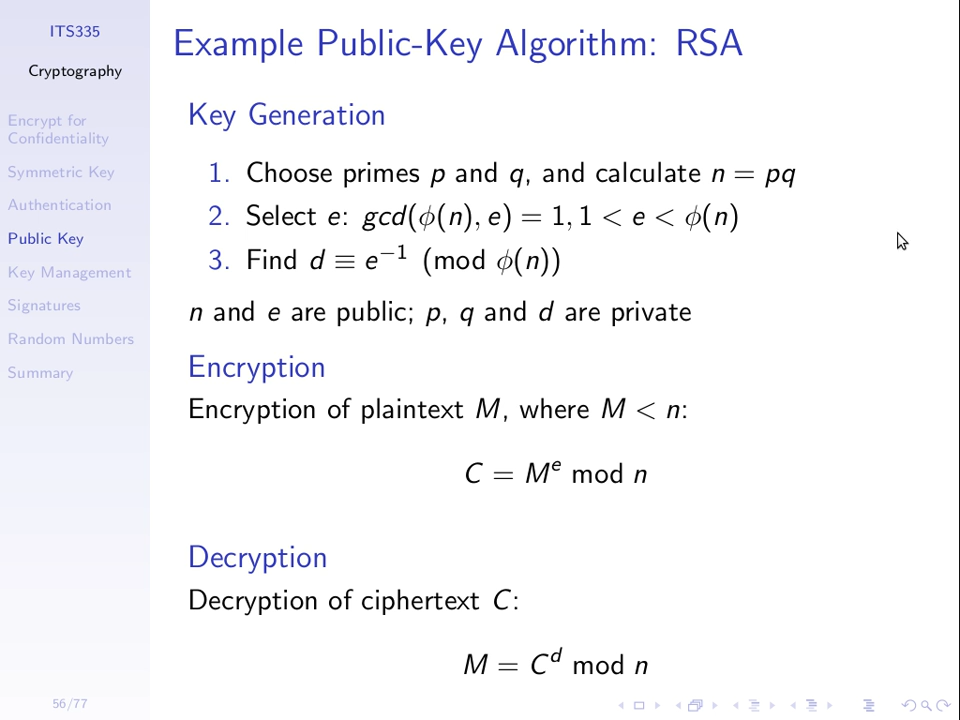 ITS335
Cryptography
Encrypt for
Confidentiality
Symmetric Key
Authentication
Public Key
Key Management
Signatures
Random Numbers
Summary
56/77
Example Public-Key Algorithm: RSA
Key Generation
1. Choose primes p and q, and calculate n = pq
2. Select e: gcd(ϕ(n), e) = 1, 1 < e < ϕ(n)
3. Find d ≡ e⁻¹ (mod ϕ(n))
n and e are public; p, q and d are private
Encryption
Encryption of plaintext M, where M < n:
C = Mᵉ mod n
Decryption
Decryption of ciphertext C:
M = Cᵈ mod n